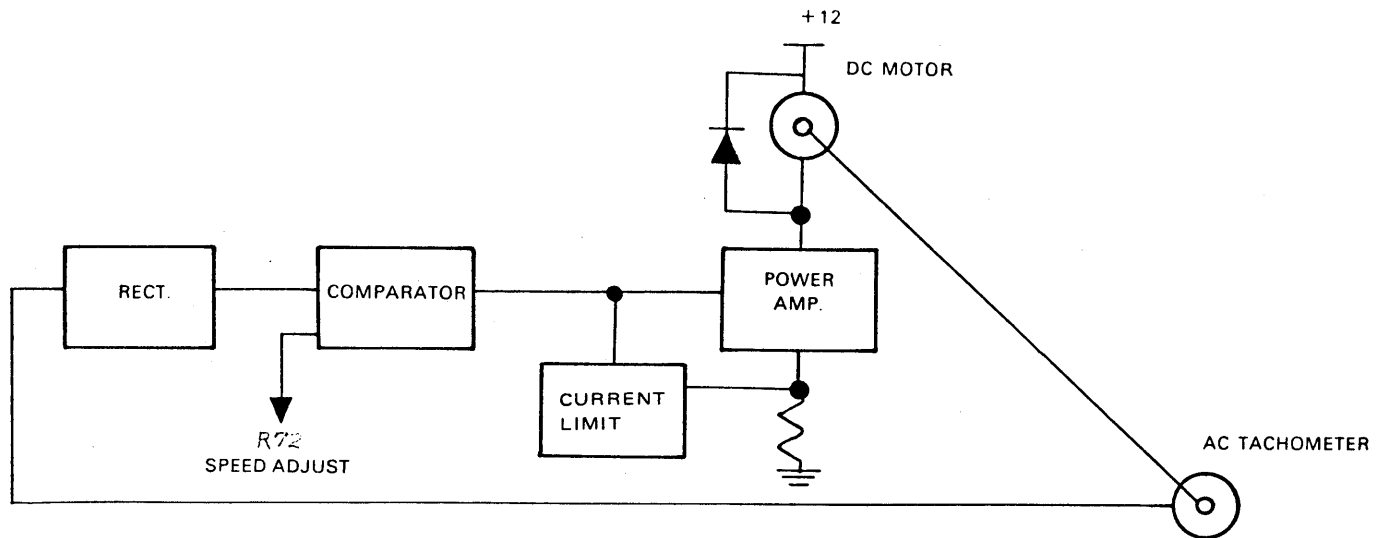 +12
DC MOTOR
RECT.
COMPARATOR
POWER
AMP.
CURRENT
LIMIT
R72
SPEED ADJUST
AC TACHOMETER